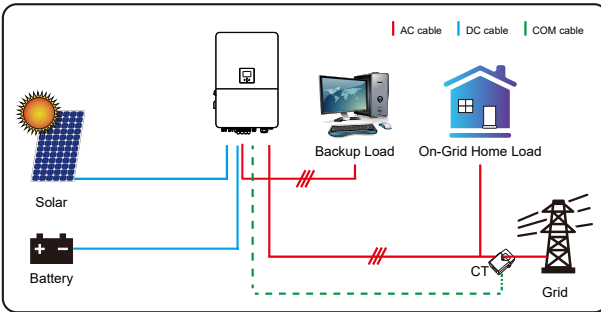 AC cable
DC cable
COM cable
Backup Load
On-Grid Home Load
Solar
Battery
CT
Grid